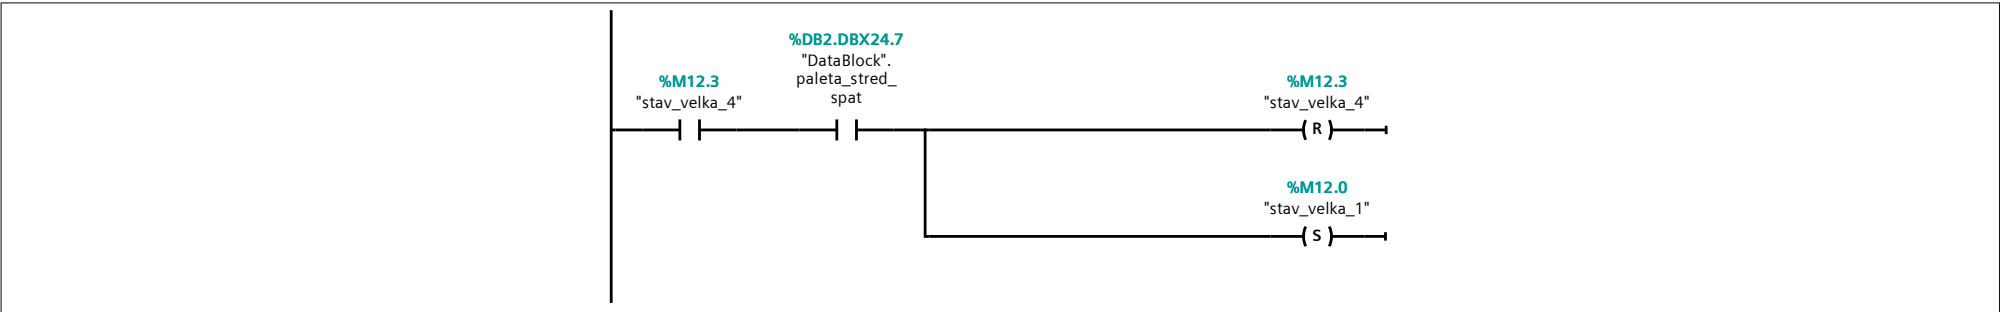 %DB2.DBX24.7
"DataBlock".
paleta_stred_
spat
%M12.3
"stav_velka_4"
%M12.3
"stav_velka_4"
R
%M12.0
"stav_velka_1"
S